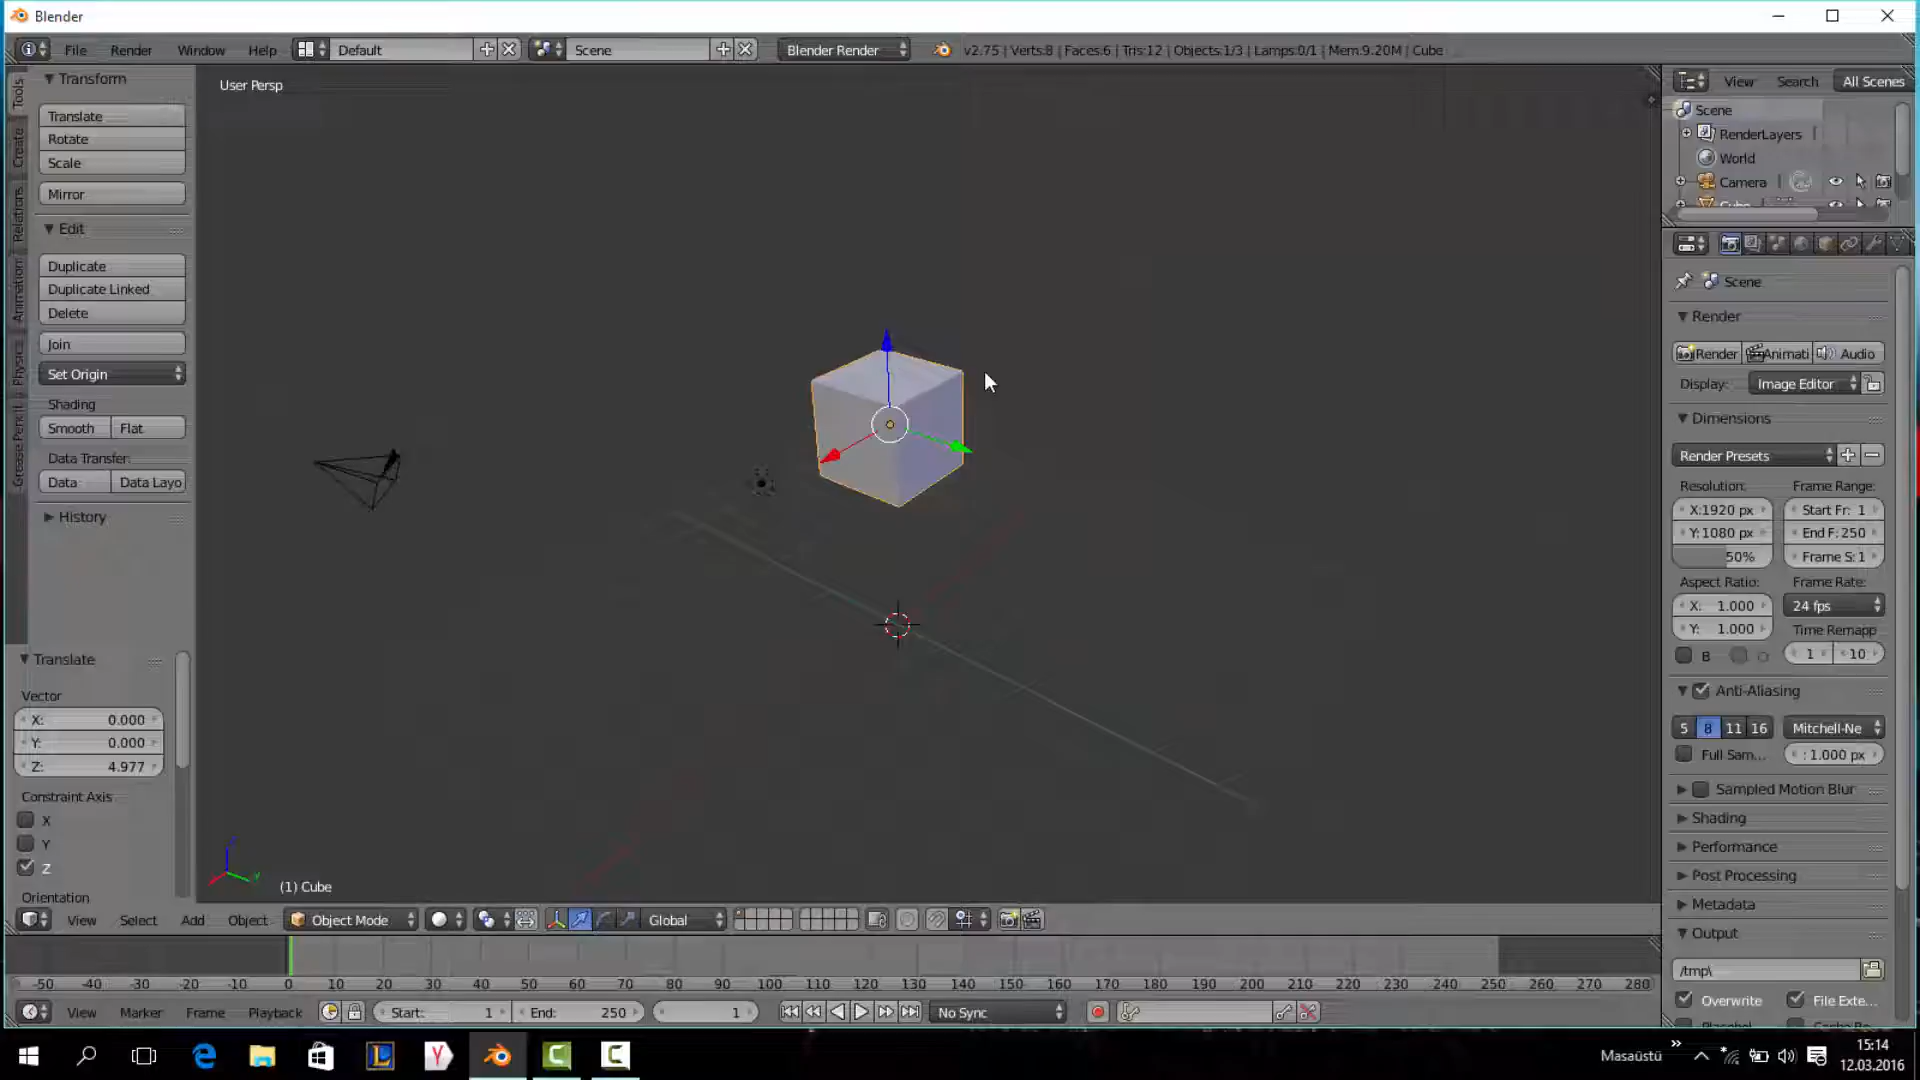 Blender
File Render Window Help Default Scene Blender Render v2.75 | Verts:8 | Faces:6 | Tris:12 | Objects:1/3 | Lamps:0/1 | Mem:9.20M | Cube
Tools
Create
Relations
Animation
Physics
Grease Pencil
Transform
Translate
Rotate
Scale
Mirror
Edit
Duplicate
Duplicate Linked
Delete
Join
Set Origin
Shading
Smooth Flat
Data Transfer:
Data Data Layo
History
Translate
Vector
X: 0.000
Y: 0.000
Z: 4.977
Constraint Axis
X
Y
Z
Orientation
User Persp
(1) Cube
View Search All Scenes
Scene
RenderLayers
World
Camera
Cube
Scene
Render
Render Animati Audio
Display: Image Editor
Dimensions
Render Presets
Resolution: Frame Range:
X:1920 px Start Fr: 1
Y:1080 px End F: 250
50% Frame S: 1
Aspect Ratio: Frame Rate:
X: 1.000 24 fps
Y: 1.000 Time Remapp
B 1 10
Anti-Aliasing
5 8 11 16 Mitchell-Ne
Full Sam... : 1.000 px
Sampled Motion Blur
Shading
Performance
Post Processing
Metadata
Output
/tmp\
Overwrite File Exte...
View Select Add Object Object Mode Global
-50 -40 -30 -20 -10 0 10 20 30 40 50 60 70 80 90 100 110 120 130 140 150 160 170 180 190 200 210 220 230 240 250 260 270 280
View Marker Frame Playback Start: 1 End: 250 1 No Sync
Masaüstü
15:14
12.03.2016